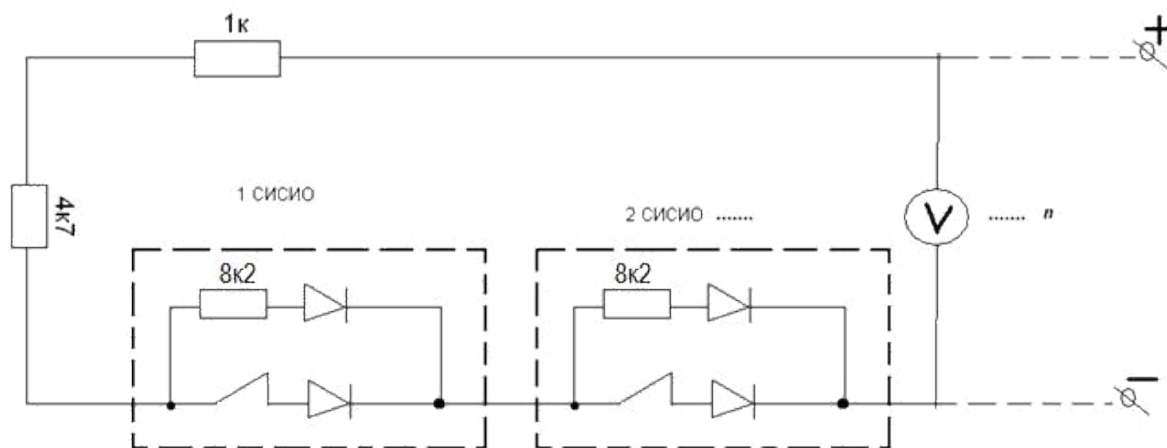 1к
+
4к7
1 СИСИО
2 СИСИО .......
V
....... n
8к2
8к2
−